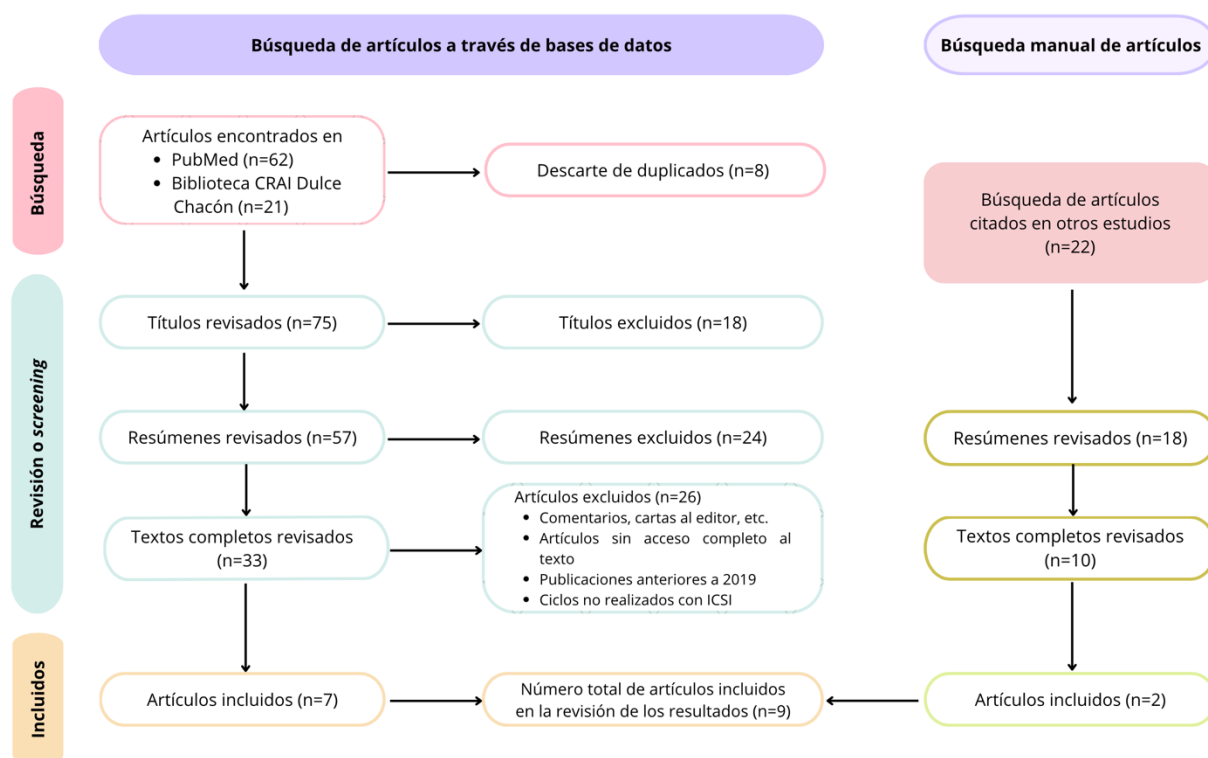 Búsqueda de artículos a través de bases de datos
Búsqueda manual de artículos
Búsqueda
Artículos encontrados en
• PubMed (n=62)
• Biblioteca CRAI Dulce
Chacón (n=21)
Descarte de duplicados (n=8)
Búsqueda de artículos
citados en otros estudios
(n=22)
Revisión o screening
Títulos revisados (n=75)
Títulos excluidos (n=18)
Resúmenes revisados (n=57)
Resúmenes excluidos (n=24)
Resúmenes revisados (n=18)
Textos completos revisados
(n=33)
Artículos excluidos (n=26)
• Comentarios, cartas al editor, etc.
• Artículos sin acceso completo al
texto
• Publicaciones anteriores a 2019
• Ciclos no realizados con ICSI
Textos completos revisados
(n=10)
Incluidos
Artículos incluidos (n=7)
Número total de artículos incluidos
en la revisión de los resultados (n=9)
Artículos incluidos (n=2)